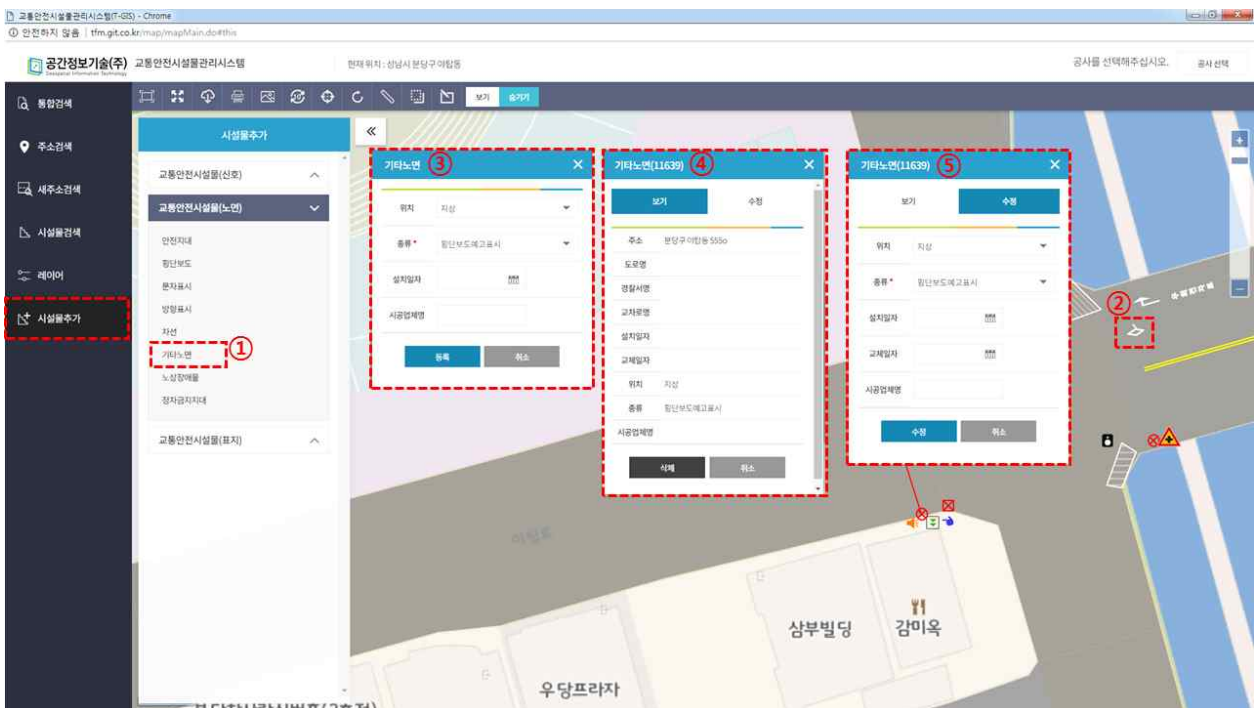 교통안전시설물관리시스템(T-GIS) - Chrome
안전하지 않음 | tfm.git.co.kr/map/mapMain.do#this
공간정보기술(주) 교통안전시설물관리시스템
Geospatial Information Technology
현재 위치 : 성남시 분당구 야탑동
공사를 선택해주십시오.
공사 선택
통합검색
주소검색
새주소검색
시설물검색
레이어
시설물추가
보기
숨기기
시설물추가
교통안전시설물(신호)
교통안전시설물(노면)
안전지대
횡단보도
문자표시
방향표시
차선
기타노면
①
노상장애물
정차금지지대
교통안전시설물(표지)
기타노면 ③
위치 지상
종류* 횡단보도예고표시
설치일자
시공업체명
등록 취소
기타노면(11639) ④
보기 수정
주소 분당구 야탑동 555o
도로명
경찰서명
교차로명
설치일자
교체일자
위치 지상
종류 횡단보도예고표시
시공업체명
삭제 취소
기타노면(11639) ⑤
보기 수정
위치 지상
종류* 횡단보도예고표시
설치일자
교체일자
시공업체명
수정 취소
②
삼부빌딩
감미옥
우당프라자